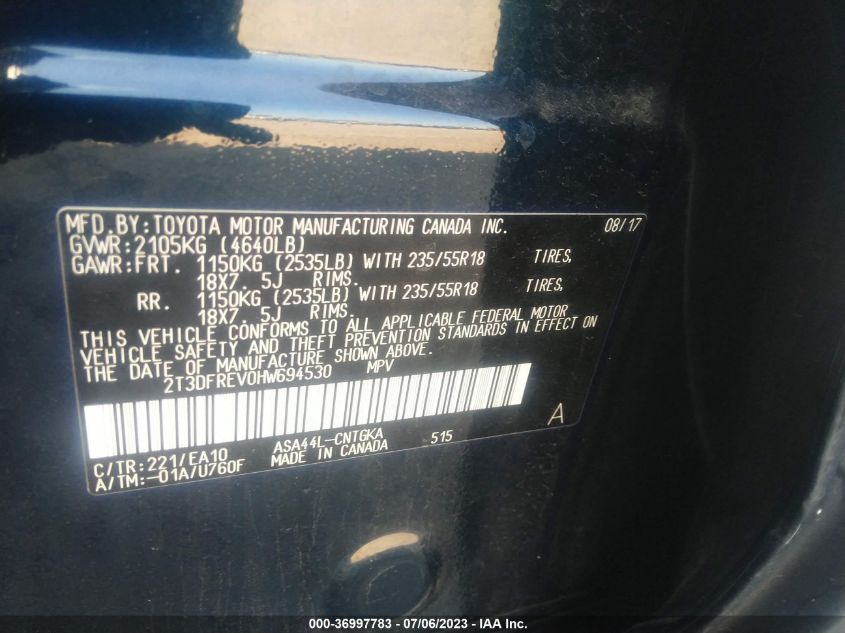 MFD.BY:TOYOTA MOTOR MANUFACTURING CANADA INC. 08/17
GVWR:2105KG (4640LB)
GAWR:FRT. 1150KG (2535LB) WITH 235/55R18 TIRES,
18X7. 5J RIMS.
RR. 1150KG (2535LB) WITH 235/55R18 TIRES,
18X7. 5J RIMS.
THIS VEHICLE CONFORMS TO ALL APPLICABLE FEDERAL MOTOR
VEHICLE SAFETY AND THEFT PREVENTION STANDARDS IN EFFECT ON
THE DATE OF MANUFACTURE SHOWN ABOVE.
2T3DFREV0HW694530 MPV
A
C/TR:221/EA10 ASA44L-CNTGKA 515
A/TM:-01A/U760F MADE IN CANADA
000-36997783 - 07/06/2023 - IAA Inc.